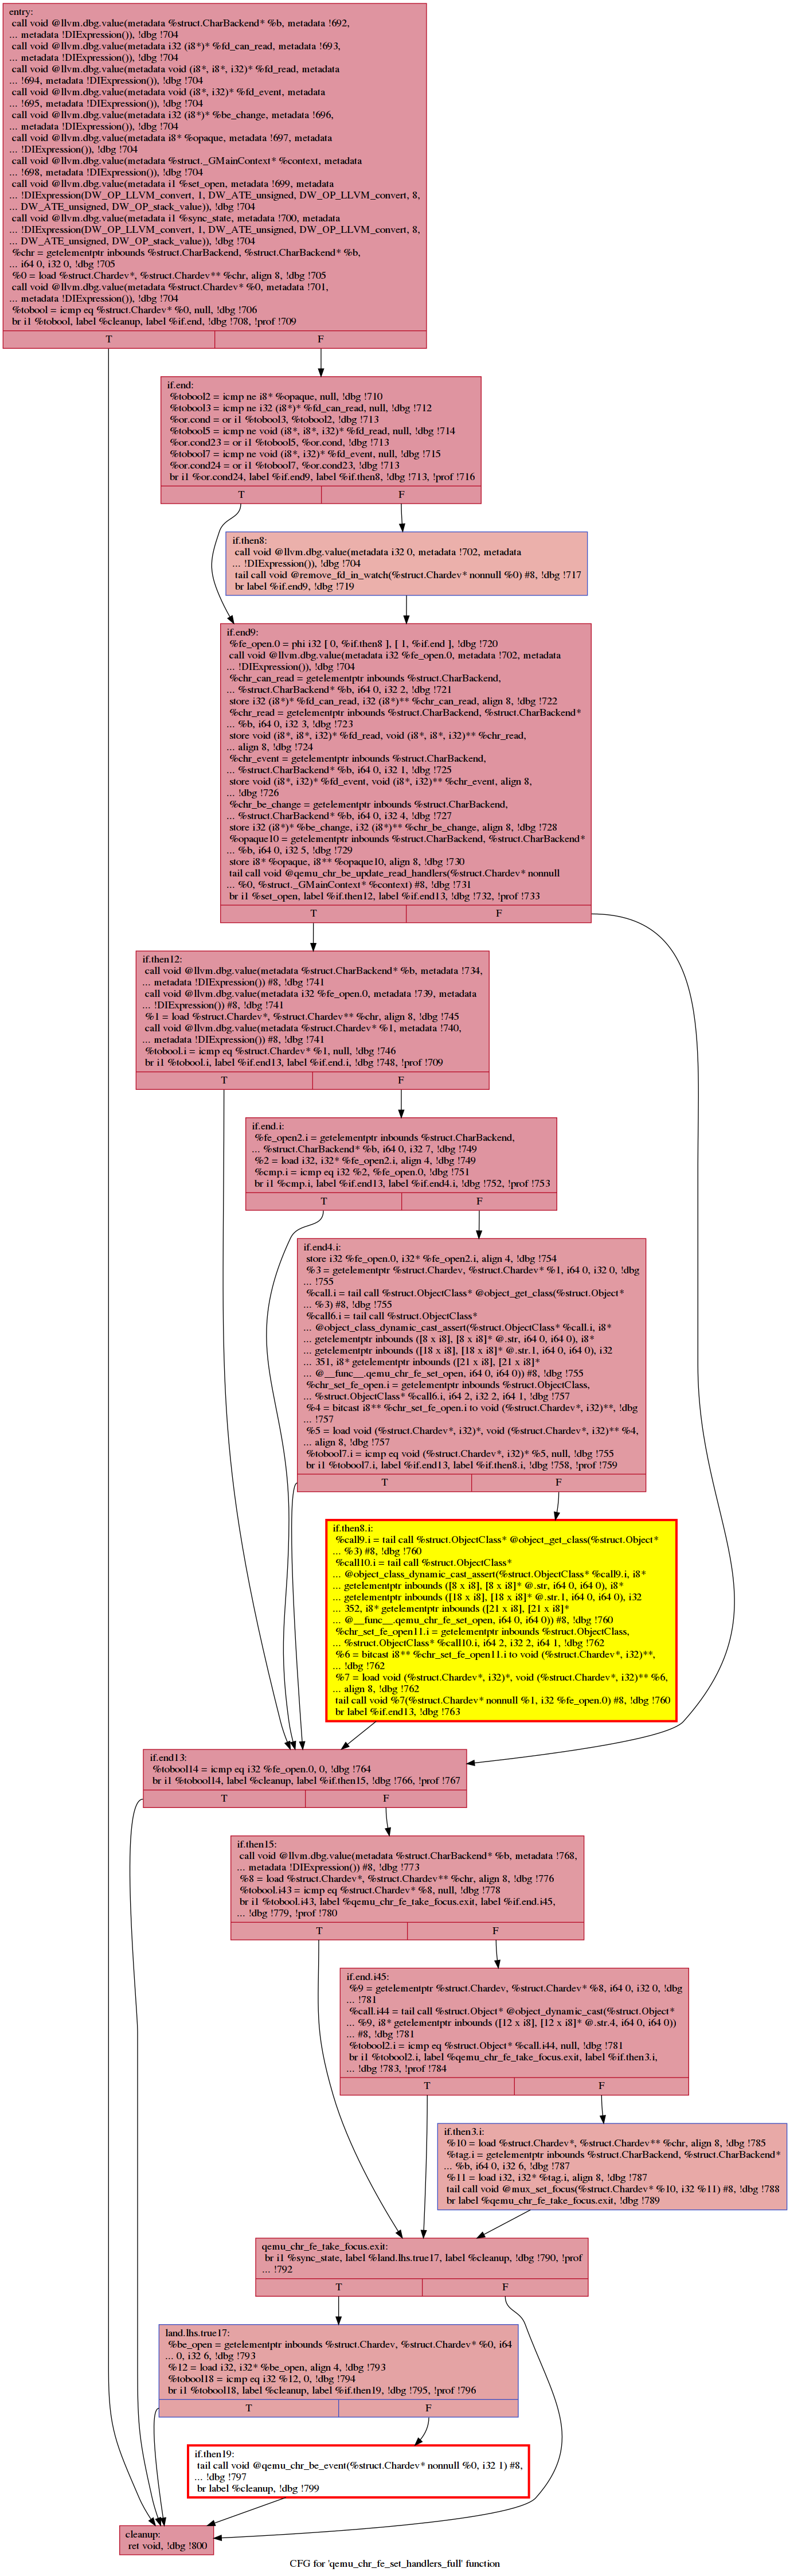 entry:
call void @llvm.dbg.value(metadata %struct.CharBackend* %b, metadata !692,
... metadata !DIExpression()), !dbg !704
call void @llvm.dbg.value(metadata i32 (i8*)* %fd_can_read, metadata !693,
... metadata !DIExpression()), !dbg !704
call void @llvm.dbg.value(metadata void (i8*, i8*, i32)* %fd_read, metadata
... !694, metadata !DIExpression()), !dbg !704
call void @llvm.dbg.value(metadata void (i8*, i32)* %fd_event, metadata
... !695, metadata !DIExpression()), !dbg !704
call void @llvm.dbg.value(metadata i32 (i8*)* %be_change, metadata !696,
... metadata !DIExpression()), !dbg !704
call void @llvm.dbg.value(metadata i8* %opaque, metadata !697, metadata
... !DIExpression()), !dbg !704
call void @llvm.dbg.value(metadata %struct._GMainContext* %context, metadata
... !698, metadata !DIExpression()), !dbg !704
call void @llvm.dbg.value(metadata i1 %set_open, metadata !699, metadata
... !DIExpression(DW_OP_LLVM_convert, 1, DW_ATE_unsigned, DW_OP_LLVM_convert, 8,
... DW_ATE_unsigned, DW_OP_stack_value)), !dbg !704
call void @llvm.dbg.value(metadata i1 %sync_state, metadata !700, metadata
... !DIExpression(DW_OP_LLVM_convert, 1, DW_ATE_unsigned, DW_OP_LLVM_convert, 8,
... DW_ATE_unsigned, DW_OP_stack_value)), !dbg !704
%chr = getelementptr inbounds %struct.CharBackend, %struct.CharBackend* %b,
... i64 0, i32 0, !dbg !705
%0 = load %struct.Chardev*, %struct.Chardev** %chr, align 8, !dbg !705
call void @llvm.dbg.value(metadata %struct.Chardev* %0, metadata !701,
... metadata !DIExpression()), !dbg !704
%tobool = icmp eq %struct.Chardev* %0, null, !dbg !706
br i1 %tobool, label %cleanup, label %if.end, !dbg !708, !prof !709
T F
if.end:
%tobool2 = icmp ne i8* %opaque, null, !dbg !710
%tobool3 = icmp ne i32 (i8*)* %fd_can_read, null, !dbg !712
%or.cond = or i1 %tobool3, %tobool2, !dbg !713
%tobool5 = icmp ne void (i8*, i8*, i32)* %fd_read, null, !dbg !714
%or.cond23 = or i1 %tobool5, %or.cond, !dbg !713
%tobool7 = icmp ne void (i8*, i32)* %fd_event, null, !dbg !715
%or.cond24 = or i1 %tobool7, %or.cond23, !dbg !713
br i1 %or.cond24, label %if.end9, label %if.then8, !dbg !713, !prof !716
T F
if.then8:
call void @llvm.dbg.value(metadata i32 0, metadata !702, metadata
... !DIExpression()), !dbg !704
tail call void @remove_fd_in_watch(%struct.Chardev* nonnull %0) #8, !dbg !717
br label %if.end9, !dbg !719
if.end9:
%fe_open.0 = phi i32 [ 0, %if.then8 ], [ 1, %if.end ], !dbg !720
call void @llvm.dbg.value(metadata i32 %fe_open.0, metadata !702, metadata
... !DIExpression()), !dbg !704
%chr_can_read = getelementptr inbounds %struct.CharBackend,
... %struct.CharBackend* %b, i64 0, i32 2, !dbg !721
store i32 (i8*)* %fd_can_read, i32 (i8*)** %chr_can_read, align 8, !dbg !722
%chr_read = getelementptr inbounds %struct.CharBackend, %struct.CharBackend*
... %b, i64 0, i32 3, !dbg !723
store void (i8*, i8*, i32)* %fd_read, void (i8*, i8*, i32)** %chr_read,
... align 8, !dbg !724
%chr_event = getelementptr inbounds %struct.CharBackend,
... %struct.CharBackend* %b, i64 0, i32 1, !dbg !725
store void (i8*, i32)* %fd_event, void (i8*, i32)** %chr_event, align 8,
... !dbg !726
%chr_be_change = getelementptr inbounds %struct.CharBackend,
... %struct.CharBackend* %b, i64 0, i32 4, !dbg !727
store i32 (i8*)* %be_change, i32 (i8*)** %chr_be_change, align 8, !dbg !728
%opaque10 = getelementptr inbounds %struct.CharBackend, %struct.CharBackend*
... %b, i64 0, i32 5, !dbg !729
store i8* %opaque, i8** %opaque10, align 8, !dbg !730
tail call void @qemu_chr_be_update_read_handlers(%struct.Chardev* nonnull
... %0, %struct._GMainContext* %context) #8, !dbg !731
br i1 %set_open, label %if.then12, label %if.end13, !dbg !732, !prof !733
T F
if.then12:
call void @llvm.dbg.value(metadata %struct.CharBackend* %b, metadata !734,
... metadata !DIExpression()) #8, !dbg !741
call void @llvm.dbg.value(metadata i32 %fe_open.0, metadata !739, metadata
... !DIExpression()) #8, !dbg !741
%1 = load %struct.Chardev*, %struct.Chardev** %chr, align 8, !dbg !745
call void @llvm.dbg.value(metadata %struct.Chardev* %1, metadata !740,
... metadata !DIExpression()) #8, !dbg !741
%tobool.i = icmp eq %struct.Chardev* %1, null, !dbg !746
br i1 %tobool.i, label %if.end13, label %if.end.i, !dbg !748, !prof !709
T F
if.end.i:
%fe_open2.i = getelementptr inbounds %struct.CharBackend,
... %struct.CharBackend* %b, i64 0, i32 7, !dbg !749
%2 = load i32, i32* %fe_open2.i, align 4, !dbg !749
%cmp.i = icmp eq i32 %2, %fe_open.0, !dbg !751
br i1 %cmp.i, label %if.end13, label %if.end4.i, !dbg !752, !prof !753
T F
if.end4.i:
store i32 %fe_open.0, i32* %fe_open2.i, align 4, !dbg !754
%3 = getelementptr %struct.Chardev, %struct.Chardev* %1, i64 0, i32 0, !dbg
... !755
%call.i = tail call %struct.ObjectClass* @object_get_class(%struct.Object*
... %3) #8, !dbg !755
%call6.i = tail call %struct.ObjectClass*
... @object_class_dynamic_cast_assert(%struct.ObjectClass* %call.i, i8*
... getelementptr inbounds ([8 x i8], [8 x i8]* @.str, i64 0, i64 0), i8*
... getelementptr inbounds ([18 x i8], [18 x i8]* @.str.1, i64 0, i64 0), i32
... 351, i8* getelementptr inbounds ([21 x i8], [21 x i8]*
... @__func__.qemu_chr_fe_set_open, i64 0, i64 0)) #8, !dbg !755
%chr_set_fe_open.i = getelementptr inbounds %struct.ObjectClass,
... %struct.ObjectClass* %call6.i, i64 2, i32 2, i64 1, !dbg !757
%4 = bitcast i8** %chr_set_fe_open.i to void (%struct.Chardev*, i32)**, !dbg
... !757
%5 = load void (%struct.Chardev*, i32)*, void (%struct.Chardev*, i32)** %4,
... align 8, !dbg !757
%tobool7.i = icmp eq void (%struct.Chardev*, i32)* %5, null, !dbg !755
br i1 %tobool7.i, label %if.end13, label %if.then8.i, !dbg !758, !prof !759
T F
if.then8.i:
%call9.i = tail call %struct.ObjectClass* @object_get_class(%struct.Object*
... %3) #8, !dbg !760
%call10.i = tail call %struct.ObjectClass*
... @object_class_dynamic_cast_assert(%struct.ObjectClass* %call9.i, i8*
... getelementptr inbounds ([8 x i8], [8 x i8]* @.str, i64 0, i64 0), i8*
... getelementptr inbounds ([18 x i8], [18 x i8]* @.str.1, i64 0, i64 0), i32
... 352, i8* getelementptr inbounds ([21 x i8], [21 x i8]*
... @__func__.qemu_chr_fe_set_open, i64 0, i64 0)) #8, !dbg !760
%chr_set_fe_open11.i = getelementptr inbounds %struct.ObjectClass,
... %struct.ObjectClass* %call10.i, i64 2, i32 2, i64 1, !dbg !762
%6 = bitcast i8** %chr_set_fe_open11.i to void (%struct.Chardev*, i32)**,
... !dbg !762
%7 = load void (%struct.Chardev*, i32)*, void (%struct.Chardev*, i32)** %6,
... align 8, !dbg !762
tail call void %7(%struct.Chardev* nonnull %1, i32 %fe_open.0) #8, !dbg !760
br label %if.end13, !dbg !763
if.end13:
%tobool14 = icmp eq i32 %fe_open.0, 0, !dbg !764
br i1 %tobool14, label %cleanup, label %if.then15, !dbg !766, !prof !767
T F
if.then15:
call void @llvm.dbg.value(metadata %struct.CharBackend* %b, metadata !768,
... metadata !DIExpression()) #8, !dbg !773
%8 = load %struct.Chardev*, %struct.Chardev** %chr, align 8, !dbg !776
%tobool.i43 = icmp eq %struct.Chardev* %8, null, !dbg !778
br i1 %tobool.i43, label %qemu_chr_fe_take_focus.exit, label %if.end.i45,
... !dbg !779, !prof !780
T F
if.end.i45:
%9 = getelementptr %struct.Chardev, %struct.Chardev* %8, i64 0, i32 0, !dbg
... !781
%call.i44 = tail call %struct.Object* @object_dynamic_cast(%struct.Object*
... %9, i8* getelementptr inbounds ([12 x i8], [12 x i8]* @.str.4, i64 0, i64 0))
... #8, !dbg !781
%tobool2.i = icmp eq %struct.Object* %call.i44, null, !dbg !781
br i1 %tobool2.i, label %qemu_chr_fe_take_focus.exit, label %if.then3.i,
... !dbg !783, !prof !784
T F
if.then3.i:
%10 = load %struct.Chardev*, %struct.Chardev** %chr, align 8, !dbg !785
%tag.i = getelementptr inbounds %struct.CharBackend, %struct.CharBackend*
... %b, i64 0, i32 6, !dbg !787
%11 = load i32, i32* %tag.i, align 8, !dbg !787
tail call void @mux_set_focus(%struct.Chardev* %10, i32 %11) #8, !dbg !788
br label %qemu_chr_fe_take_focus.exit, !dbg !789
qemu_chr_fe_take_focus.exit:
br i1 %sync_state, label %land.lhs.true17, label %cleanup, !dbg !790, !prof
... !792
T F
land.lhs.true17:
%be_open = getelementptr inbounds %struct.Chardev, %struct.Chardev* %0, i64
... 0, i32 6, !dbg !793
%12 = load i32, i32* %be_open, align 4, !dbg !793
%tobool18 = icmp eq i32 %12, 0, !dbg !794
br i1 %tobool18, label %cleanup, label %if.then19, !dbg !795, !prof !796
T F
if.then19:
tail call void @qemu_chr_be_event(%struct.Chardev* nonnull %0, i32 1) #8,
... !dbg !797
br label %cleanup, !dbg !799
cleanup:
ret void, !dbg !800
CFG for 'qemu_chr_fe_set_handlers_full' function